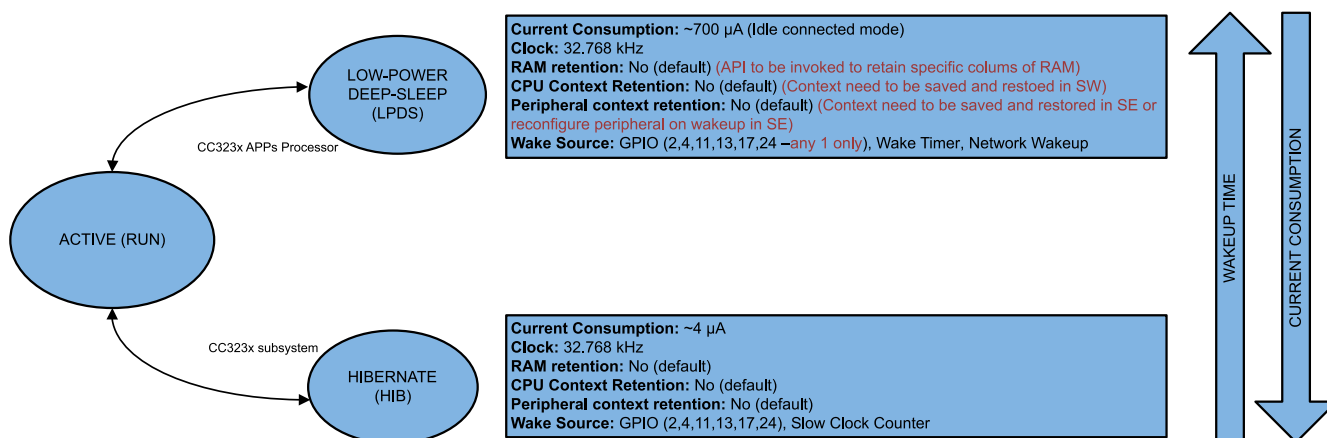 LOW-POWER
DEEP-SLEEP
(LPDS)
Current Consumption: ~700 µA (Idle connected mode)
Clock: 32.768 kHz
RAM retention: No (default) (API to be invoked to retain specific colums of RAM)
CPU Context Retention: No (default) (Context need to be saved and restoed in SW)
Peripheral context retention: No (default) (Context need to be saved and restored in SE or
reconfigure peripheral on wakeup in SE)
Wake Source: GPIO (2,4,11,13,17,24 –any 1 only), Wake Timer, Network Wakeup
CC323x APPs Processor
ACTIVE (RUN)
CC323x subsystem
HIBERNATE
(HIB)
Current Consumption: ~4 µA
Clock: 32.768 kHz
RAM retention: No (default)
CPU Context Retention: No (default)
Peripheral context retention: No (default)
Wake Source: GPIO (2,4,11,13,17,24), Slow Clock Counter
WAKEUP TIME
CURRENT CONSUMPTION